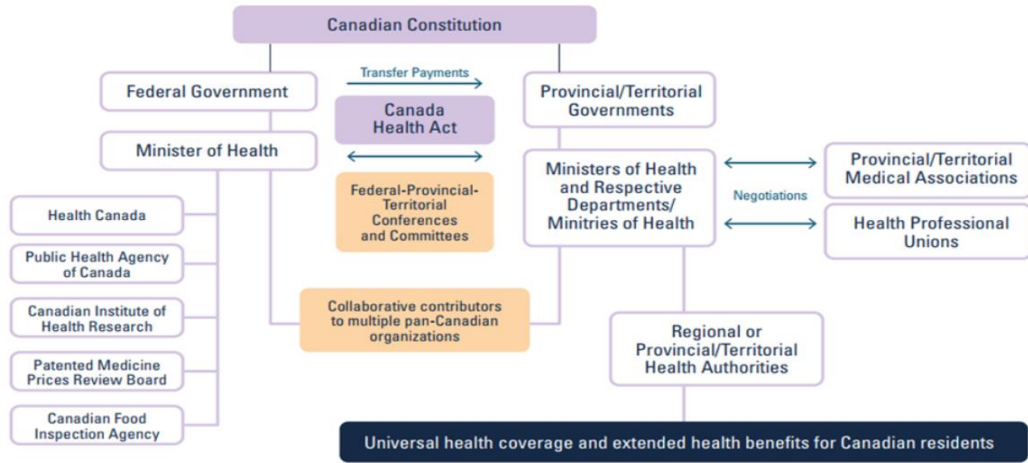 Canadian Constitution
Federal Government
Transfer Payments
Provincial/Territorial
Governments
Canada
Health Act
Minister of Health
Ministers of Health
and Respective
Departments/
Minitries of Health
Provincial/Territorial
Medical Associations
Negotiations
Health Professional
Unions
Federal-Provincial-
Territorial
Conferences
and Committees
Health Canada
Public Health Agency
of Canada
Canadian Institute of
Health Research
Patented Medicine
Prices Review Board
Canadian Food
Inspection Agency
Collaborative contributors
to multiple pan-Canadian
organizations
Regional or
Provincial/Territorial
Health Authorities
Universal health coverage and extended health benefits for Canadian residents